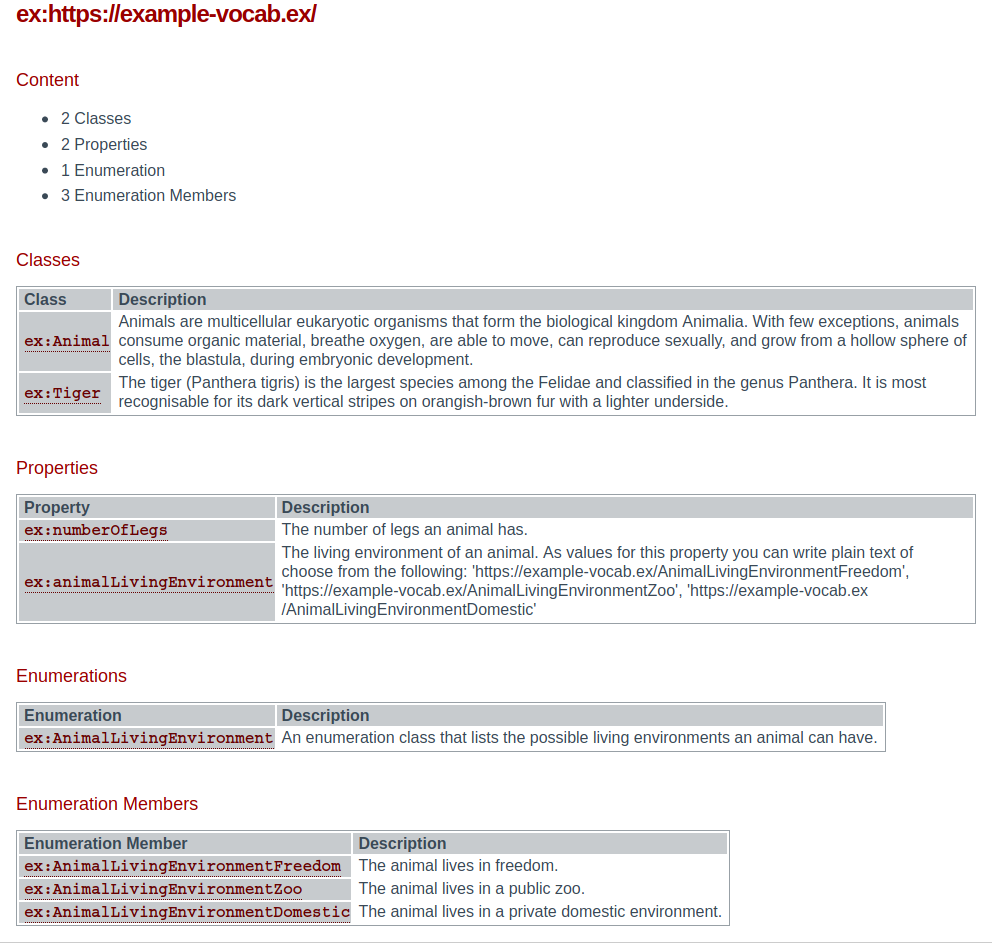 ex:https://example-vocab.ex/
Content
2 Classes
2 Properties
1 Enumeration
3 Enumeration Members
Classes
Class Description
ex:Animal
Animals are multicellular eukaryotic organisms that form the biological kingdom Animalia. With few exceptions, animals
consume organic material, breathe oxygen, are able to move, can reproduce sexually, and grow from a hollow sphere of
cells, the blastula, during embryonic development.
ex:Tiger
The tiger (Panthera tigris) is the largest species among the Felidae and classified in the genus Panthera. It is most
recognisable for its dark vertical stripes on orangish-brown fur with a lighter underside.
Properties
Property Description
ex:numberOfLegs The number of legs an animal has.
ex:animalLivingEnvironment
The living environment of an animal. As values for this property you can write plain text of
choose from the following: 'https://example-vocab.ex/AnimalLivingEnvironmentFreedom',
'https://example-vocab.ex/AnimalLivingEnvironmentZoo', 'https://example-vocab.ex
/AnimalLivingEnvironmentDomestic'
Enumerations
Enumeration Description
ex:AnimalLivingEnvironment An enumeration class that lists the possible living environments an animal can have.
Enumeration Members
Enumeration Member Description
ex:AnimalLivingEnvironmentFreedom The animal lives in freedom.
ex:AnimalLivingEnvironmentZoo The animal lives in a public zoo.
ex:AnimalLivingEnvironmentDomestic The animal lives in a private domestic environment.